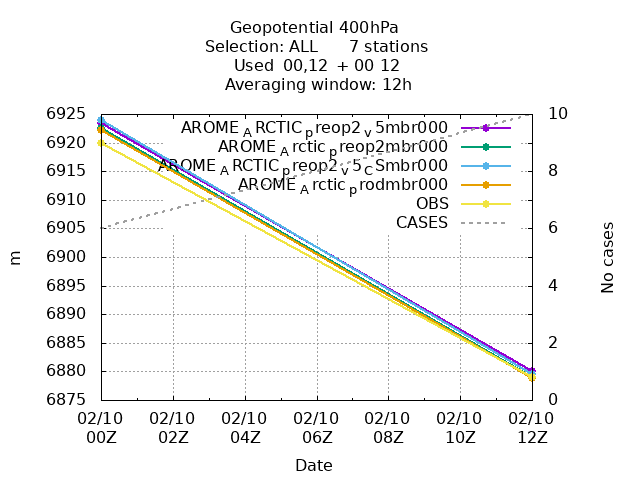 Geopotential 400hPa
Selection: ALL 7 stations
Used 00,12 + 00 12
Averaging window: 12h
AROME_ARCTIC_preop2_v5mbr000
AROME_Arctic_preop2mbr000
AROME_ARCTIC_preop2_v5_CSmbr000
AROME_Arctic_prodmbr000
OBS
CASES
6925
6920
6915
6910
6905
6900
6895
6890
6885
6880
6875
m
10
8
6
4
2
0
No cases
02/10 02/10 02/10 02/10 02/10 02/10 02/10
00Z 02Z 04Z 06Z 08Z 10Z 12Z
Date